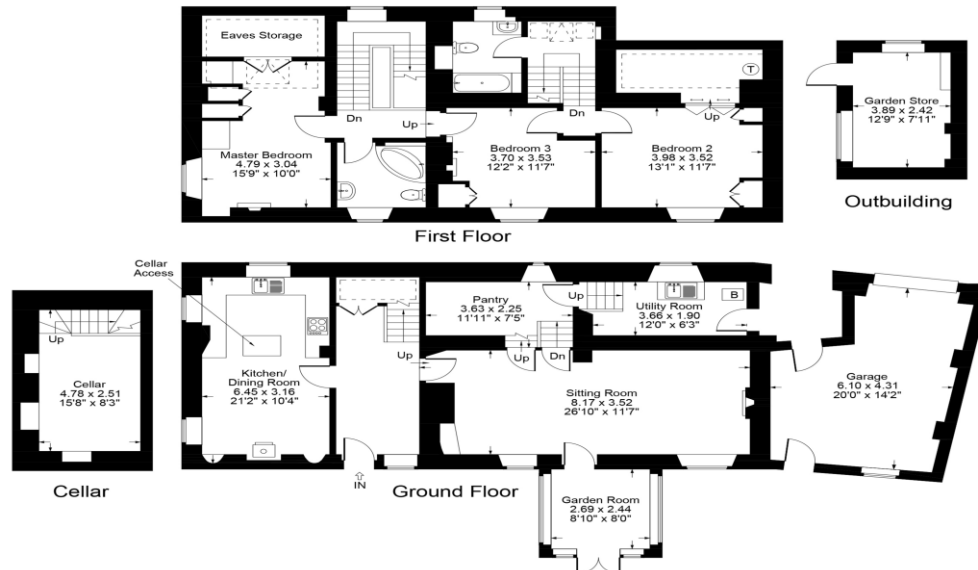 Eaves Storage
Master Bedroom
4.79 x 3.04
15'9" x 10'0"
Dn
Up
Bedroom 3
3.70 x 3.53
12'2" x 11'7"
Dn
Up
Bedroom 2
3.98 x 3.52
13'1" x 11'7"
T
First Floor
Garden Store
3.89 x 2.42
12'9" x 7'11"
Outbuilding
Cellar
Access
Up
Cellar
4.78 x 2.51
15'8" x 8'3"
Cellar
Kitchen/
Dining Room
6.45 x 3.16
21'2" x 10'4"
Up
IN
Pantry
3.63 x 2.25
11'11" x 7'5"
Up
Utility Room
3.66 x 1.90
12'0" x 6'3"
B
Up
Dn
Sitting Room
8.17 x 3.52
26'10" x 11'7"
Garage
6.10 x 4.31
20'0" x 14'2"
Ground Floor
Garden Room
2.69 x 2.44
8'10" x 8'0"